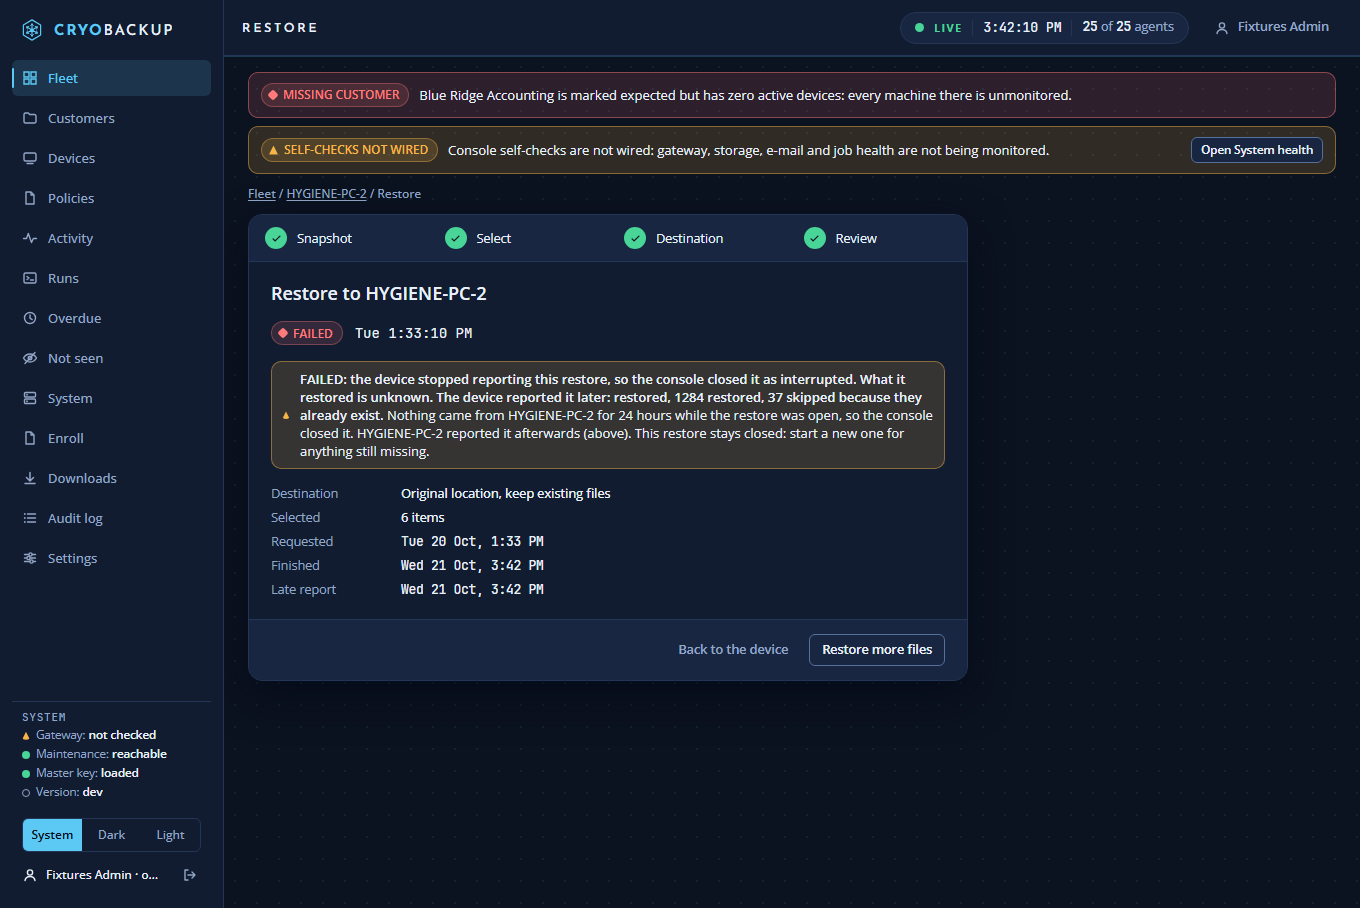 CRYOBACKUP
RESTORE
LIVE 3:42:10 PM 25 of 25 agents
Fixtures Admin
Fleet
Customers
Devices
Policies
Activity
Runs
Overdue
Not seen
System
Enroll
Downloads
Audit log
Settings
SYSTEM
Gateway: not checked
Maintenance: reachable
Master key: loaded
Version: dev
System Dark Light
Fixtures Admin · o...
MISSING CUSTOMER Blue Ridge Accounting is marked expected but has zero active devices: every machine there is unmonitored.
SELF-CHECKS NOT WIRED Console self-checks are not wired: gateway, storage, e-mail and job health are not being monitored. Open System health
Fleet / HYGIENE-PC-2 / Restore
Snapshot Select Destination Review
Restore to HYGIENE-PC-2
FAILED Tue 1:33:10 PM
FAILED: the device stopped reporting this restore, so the console closed it as interrupted. What it
restored is unknown. The device reported it later: restored, 1284 restored, 37 skipped because they
already exist. Nothing came from HYGIENE-PC-2 for 24 hours while the restore was open, so the console
closed it. HYGIENE-PC-2 reported it afterwards (above). This restore stays closed: start a new one for
anything still missing.
Destination Original location, keep existing files
Selected 6 items
Requested Tue 20 Oct, 1:33 PM
Finished Wed 21 Oct, 3:42 PM
Late report Wed 21 Oct, 3:42 PM
Back to the device Restore more files